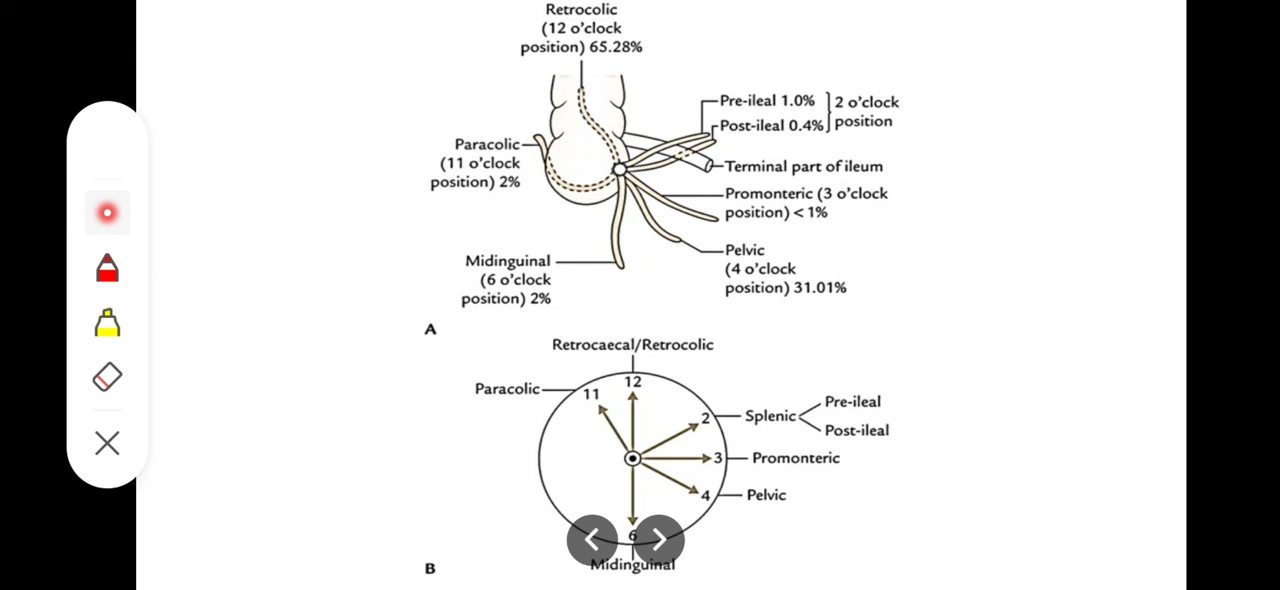 Retrocolic
(12 o'clock
position) 65.28%
Pre-ileal 1.0%
Post-ileal 0.4%
2 o'clock
position
Paracolic
(11 o'clock
position) 2%
Terminal part of ileum
Promonteric (3 o'clock
position) < 1%
Midinguinal
(6 o'clock
position) 2%
Pelvic
(4 o'clock
position) 31.01%
A
Retrocaecal/Retrocolic
Paracolic
12
11
2
Splenic
Pre-ileal
Post-ileal
3
Promonteric
4
Pelvic
6
Midinguinal
B